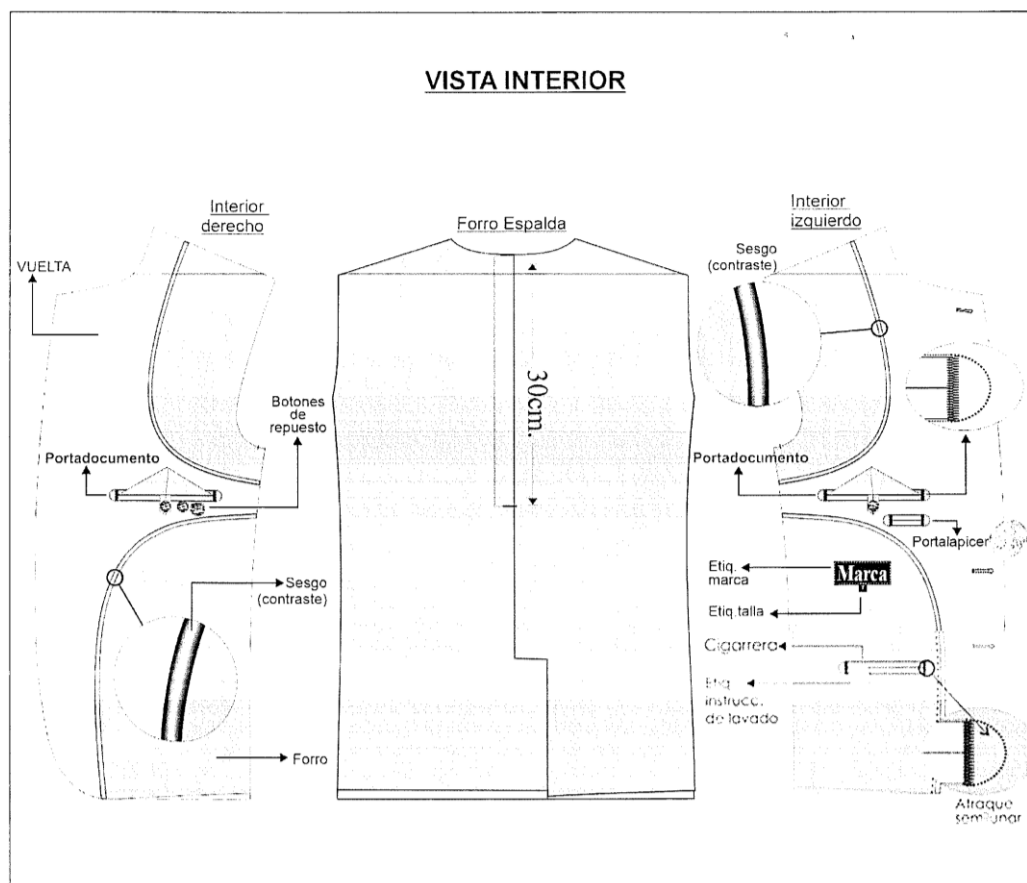 VISTA INTERIOR
Interior
derecho
VUELTA
Botones
de
repuesto
Portadocumento
Sesgo
(contraste)
Forro
Forro Espalda
30cm.
Interior
izquierdo
Sesgo
(contraste)
Portadocumento
Portalapicer
Etiq.
marca
Marca
Etiq.talla
Cigarrera
Etiq.
instrucc.
de lavado
Atraque
semilunar